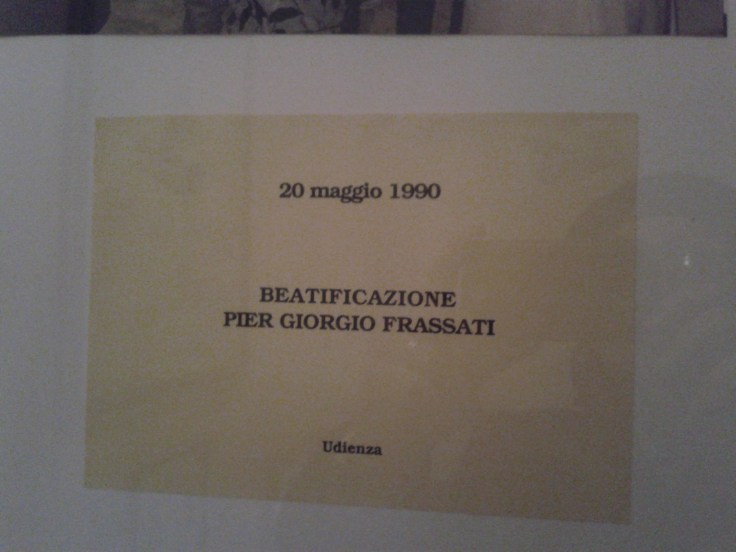 20 maggio 1990
BEATIFICAZIONE
PIER GIORGIO FRASSATI
Udienza